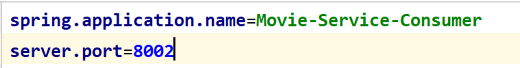 spring.application.name=Movie-Service-Consumer
server.port=8002